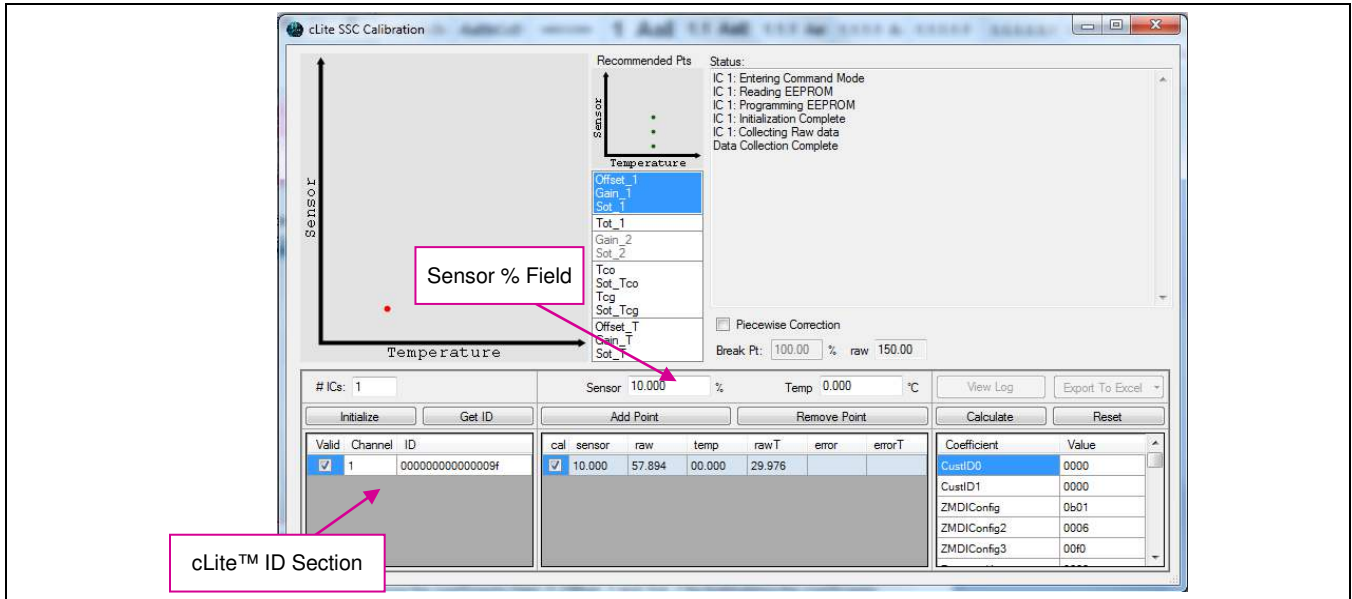 cLite SSC Calibration
Recommended Pts
Status:
IC 1: Entering Command Mode
IC 1: Reading EEPROM
IC 1: Programming EEPROM
IC 1: Initialization Complete
IC 1: Collecting Raw data
Data Collection Complete
Sensor
Temperature
Sensor
Temperature
Offset_1
Gain_1
Sot_1
Tot_1
Gain_2
Sot_2
Tco
Sot_Tco
Tcg
Sot_Tcg
Offset_T
Gain_T
Sot_T
Sensor % Field
Piecewise Correction
Break Pt: 100.00 % raw 150.00
# ICs: 1
Sensor 10.000 % Temp 0.000 °C
View Log Export To Excel
Initialize Get ID Add Point Remove Point Calculate Reset
Valid Channel ID
1 000000000000009f
cal sensor raw temp rawT error errorT
10.000 57.894 00.000 29.976
Coefficient Value
CustID0 0000
CustID1 0000
ZMDIConfig 0b01
ZMDIConfig2 0006
ZMDIConfig3 00f0
cLite™ ID Section